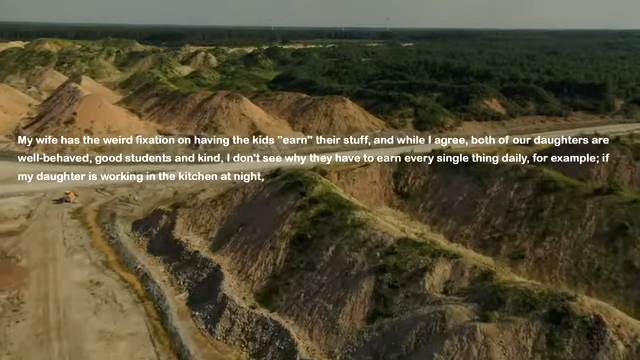 My wife has the weird fixation on having the kids "earn" their stuff, and while I agree, both of our daughters are
well-behaved, good students and kind, I don't see why they have to earn every single thing daily, for example; if
my daughter is working in the kitchen at night,